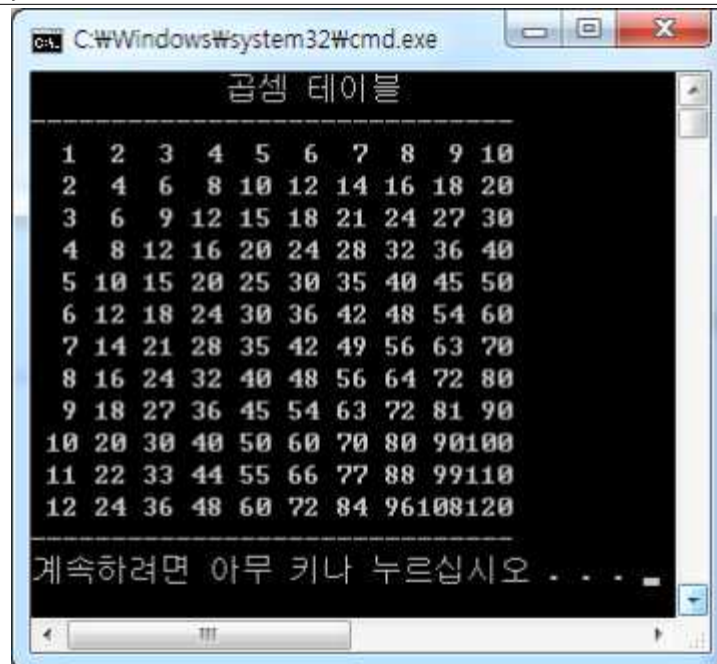 C:₩Windows₩system32₩cmd.exe
곱셈 테이블
--------------------------------
1 2 3 4 5 6 7 8 9 10
2 4 6 8 10 12 14 16 18 20
3 6 9 12 15 18 21 24 27 30
4 8 12 16 20 24 28 32 36 40
5 10 15 20 25 30 35 40 45 50
6 12 18 24 30 36 42 48 54 60
7 14 21 28 35 42 49 56 63 70
8 16 24 32 40 48 56 64 72 80
9 18 27 36 45 54 63 72 81 90
10 20 30 40 50 60 70 80 90100
11 22 33 44 55 66 77 88 99110
12 24 36 48 60 72 84 96108120
--------------------------------
계속하려면 아무 키나 누르십시오 . . . _